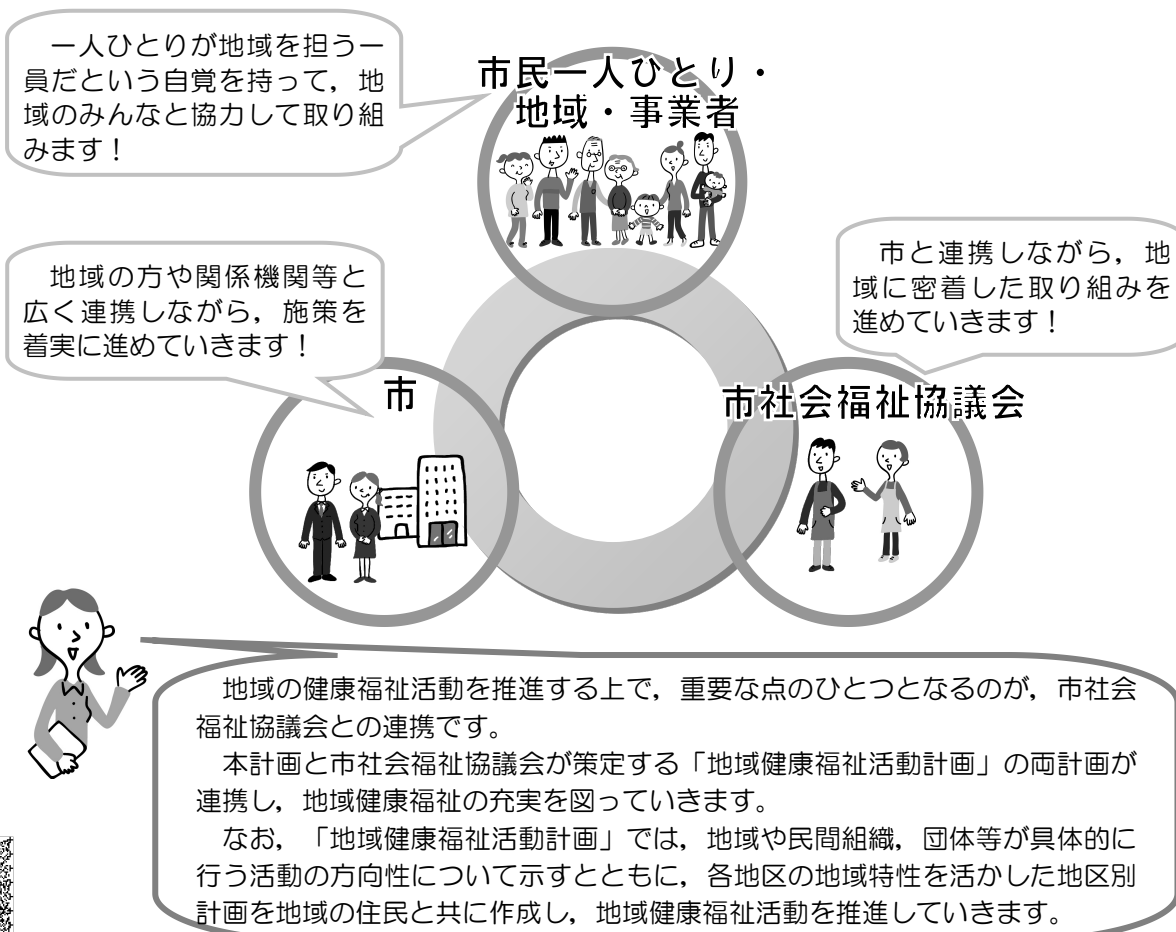 一人ひとりが地域を担う一
員だという自覚を持って，地
域のみんなと協力して取り組
みます！
市民一人ひとり・
地域・事業者
地域の方や関係機関等と
広く連携しながら，施策を
着実に進めていきます！
市と連携しながら，地
域に密着した取り組みを
進めていきます！
市
市社会福祉協議会
地域の健康福祉活動を推進する上で，重要な点のひとつとなるのが，市社会
福祉協議会との連携です。
本計画と市社会福祉協議会が策定する「地域健康福祉活動計画」の両計画が
連携し，地域健康福祉の充実を図っていきます。
なお，「地域健康福祉活動計画」では，地域や民間組織，団体等が具体的に
行う活動の方向性について示すとともに，各地区の地域特性を活かした地区別
計画を地域の住民と共に作成し，地域健康福祉活動を推進していきます。